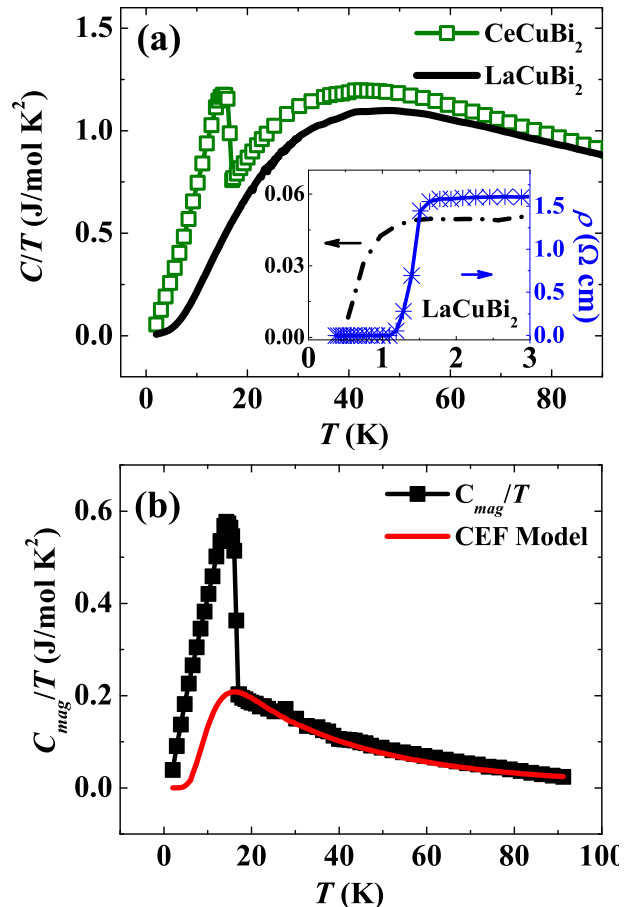 (a)
CeCuBi2
LaCuBi2
1.5
1.0
0.5
0.0
C/T (J/mol K2)
0.06
0.03
0.00
1.5
1.0
0.5
0.0
ρ (Ω cm)
LaCuBi2
0 1 2 3
0 20 40 60 80
T (K)
(b)
Cmag/T
CEF Model
0.6
0.4
0.2
0.0
Cmag/T (J/mol K2)
0 20 40 60 80 100
T (K)